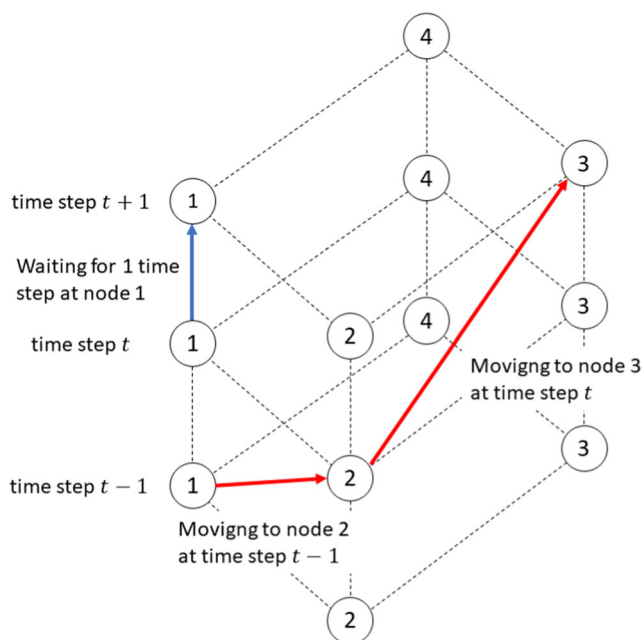 4
3
4
time step t + 1
1
Waiting for 1 time
step at node 1
3
4
2
time step t
1
Movigng to node 3
at time step t
3
time step t − 1
1
2
Movigng to node 2
at time step t − 1
2